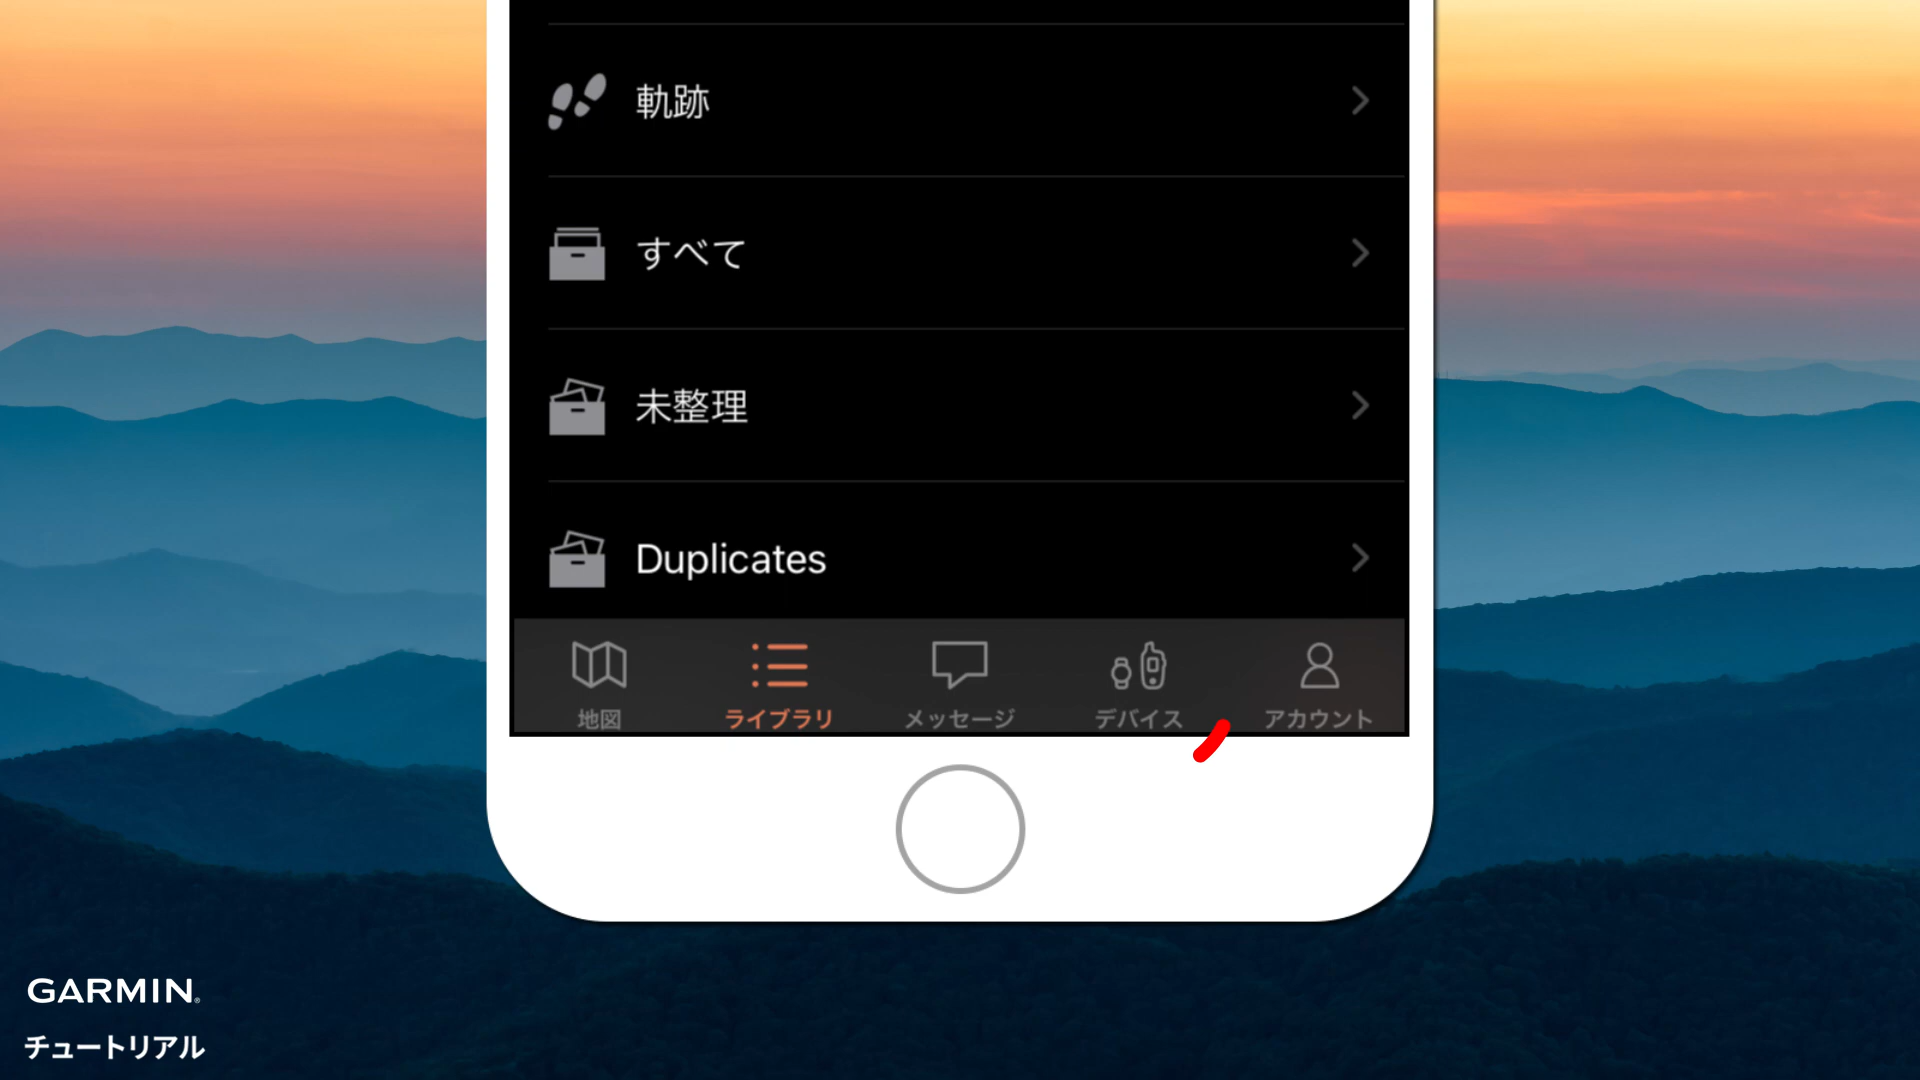 軌跡
すべて
未整理
Duplicates
地図
ライブラリ
メッセージ
デバイス
アカウント
GARMIN®
チュートリアル